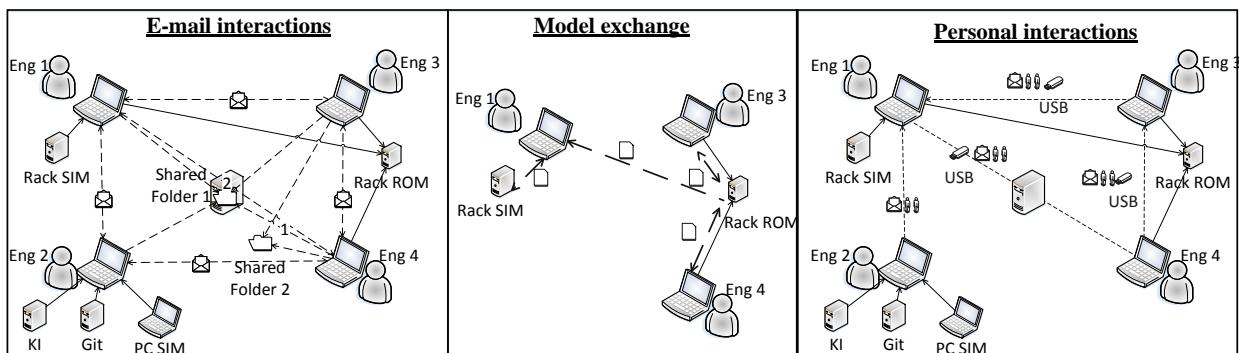 E-mail interactions
Eng 1
Eng 3
Rack SIM
Shared
Folder 1
2
Rack ROM
1
Eng 2
Shared
Folder 2
Eng 4
KI
Git
PC SIM
Model exchange
Eng 1
Eng 3
Rack SIM
Rack ROM
Eng 4
Personal interactions
Eng 1
Eng 3
USB
Rack SIM
USB
USB
Rack ROM
Eng 2
Eng 4
KI
Git
PC SIM